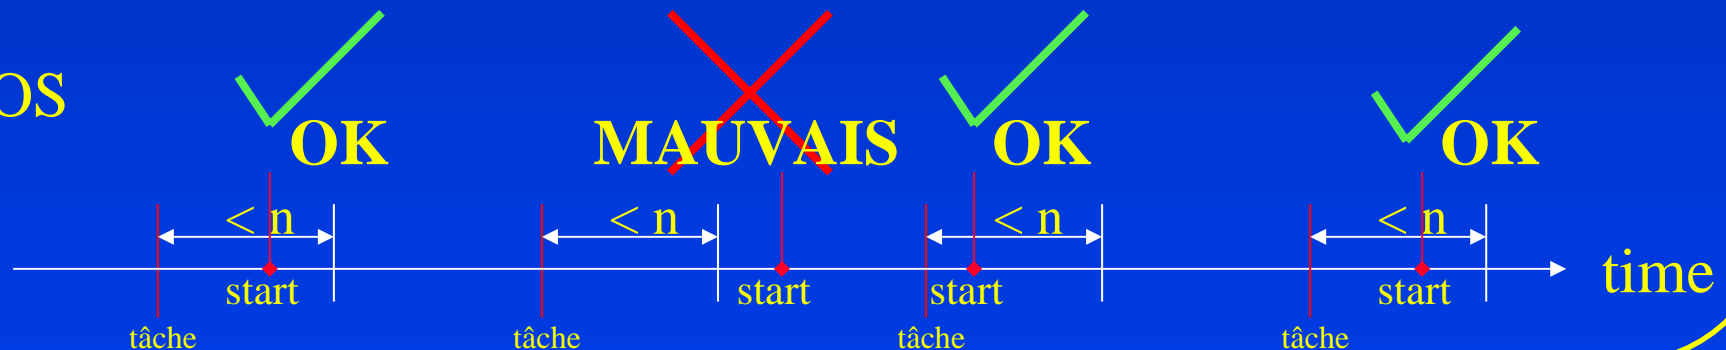 OS
OK MAUVAIS OK OK
< n < n < n < n
time
start start start start
tâche tâche tâche tâche